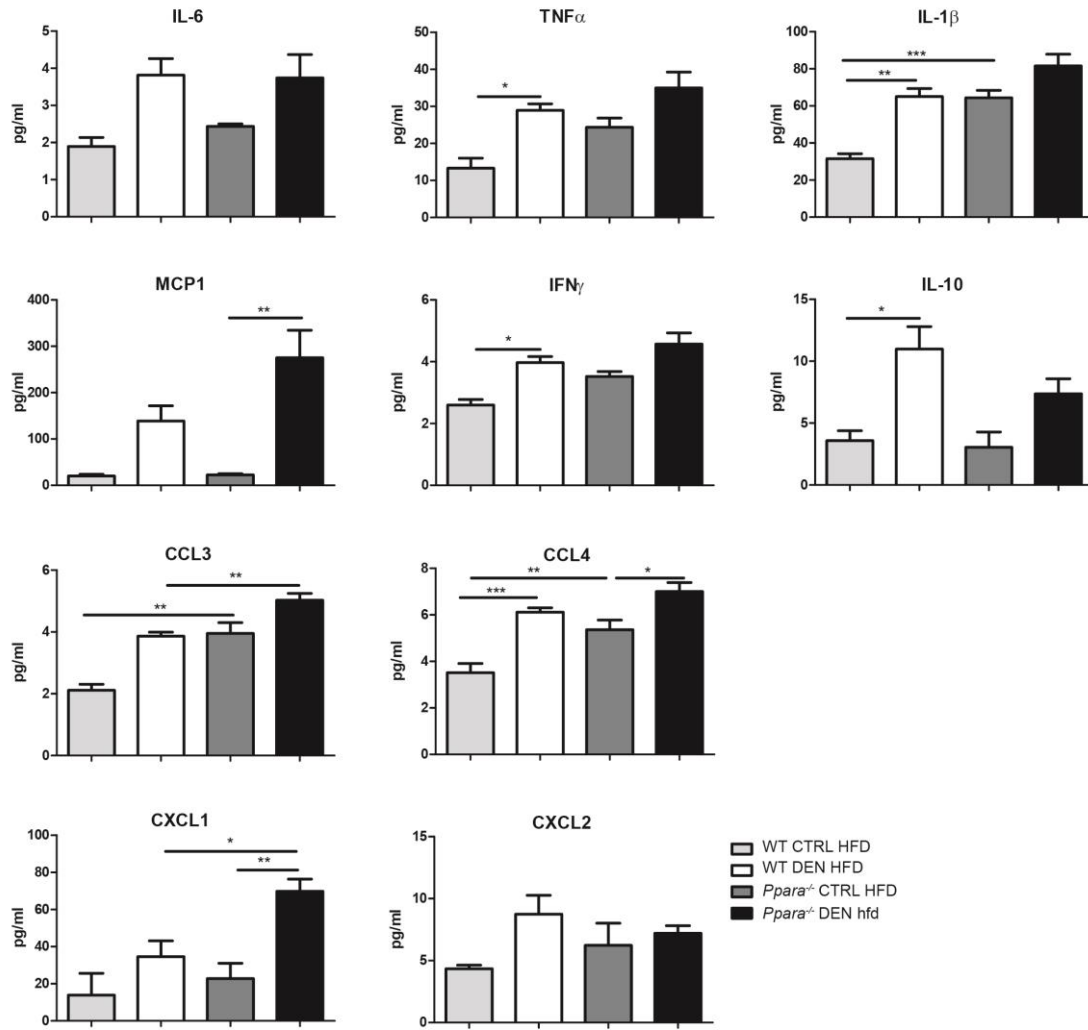 IL-6
pg/ml
5
4
3
2
1
0
TNFα
pg/ml
50
40
30
20
10
0
*
IL-1β
pg/ml
100
80
60
40
20
0
***
**
MCP1
pg/ml
400
300
200
100
0
**
IFNγ
pg/ml
6
4
2
0
*
IL-10
pg/ml
15
10
5
0
*
CCL3
pg/ml
6
4
2
0
**
**
CCL4
pg/ml
8
6
4
2
0
**
*
***
CXCL1
pg/ml
100
80
60
40
20
0
*
**
CXCL2
pg/ml
15
10
5
0
WT CTRL HFD
WT DEN HFD
Ppara-/- CTRL HFD
Ppara-/- DEN hfd